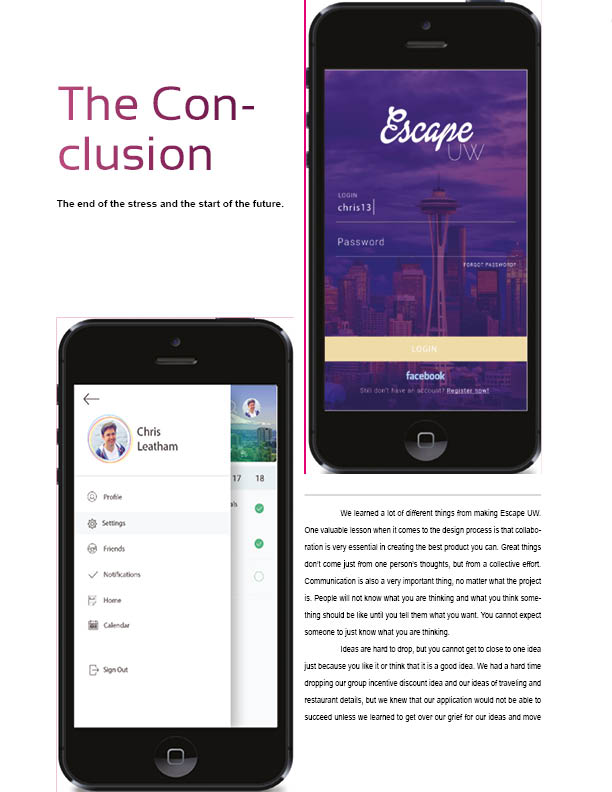 The Con-
clusion
The end of the stress and the start of the future.
Escape
UW
LOGIN
chris13
Password
FORGOT PASSWORD?
LOGIN
facebook
Still don't have an account? Register now!
Chris
Leatham
Profile
Settings
Friends
Notifications
Home
Calendar
Sign Out
17 18
We learned a lot of different things from making Escape UW.
One valuable lesson when it comes to the design process is that collabo-
ration is very essential in creating the best product you can. Great things
don't come just from one person's thoughts, but from a collective effort.
Communication is also a very important thing, no matter what the project
is. People will not know what you are thinking and what you think some-
thing should be like until you tell them what you want. You cannot expect
someone to just know what you are thinking.
Ideas are hard to drop, but you cannot get to close to one idea
just because you like it or think that it is a good idea. We had a hard time
dropping our group incentive discount idea and our ideas of traveling and
restaurant details, but we knew that our application would not be able to
succeed unless we learned to get over our grief for our ideas and move